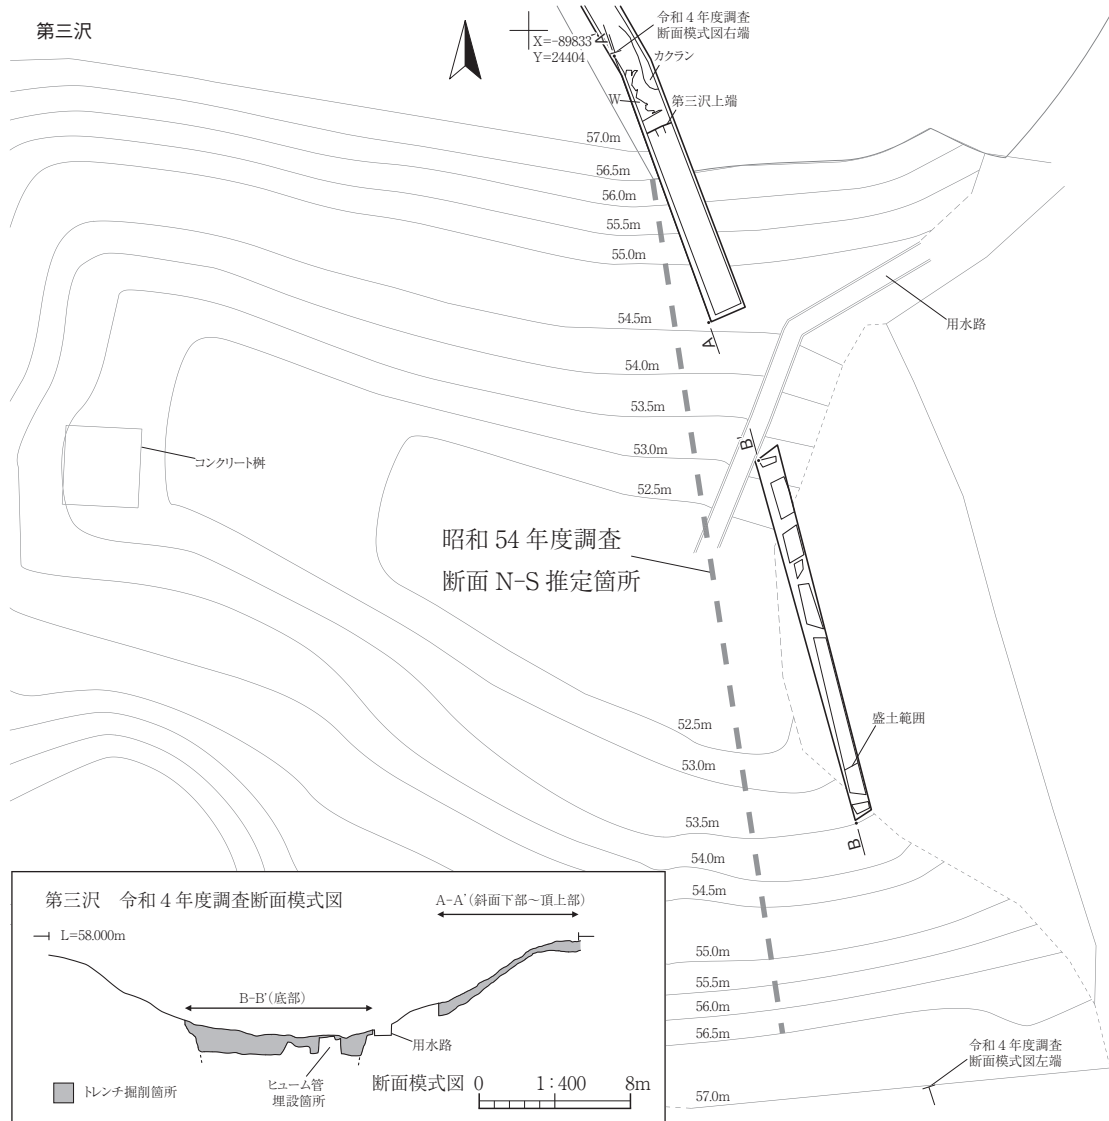 第三沢
令和4年度調査
断面模式図右端
X=-89833
Y=24404
A'
カクラン
W
第三沢上端
57.0m
56.5m
56.0m
55.5m
55.0m
54.5m
A
用水路
54.0m
53.5m
53.0m
B'
コンクリート桝
52.5m
昭和 54 年度調査
断面 N-S 推定箇所
52.5m
盛土範囲
53.0m
53.5m
B
54.0m
54.5m
55.0m
55.5m
56.0m
56.5m
令和4年度調査
断面模式図左端
57.0m
第三沢 令和4年度調査断面模式図
A-A'(斜面下部~頂上部)
L=58.000m
B-B'(底部)
用水路
トレンチ掘削箇所
ヒューム管
埋設箇所
断面模式図 0 1:400 8m